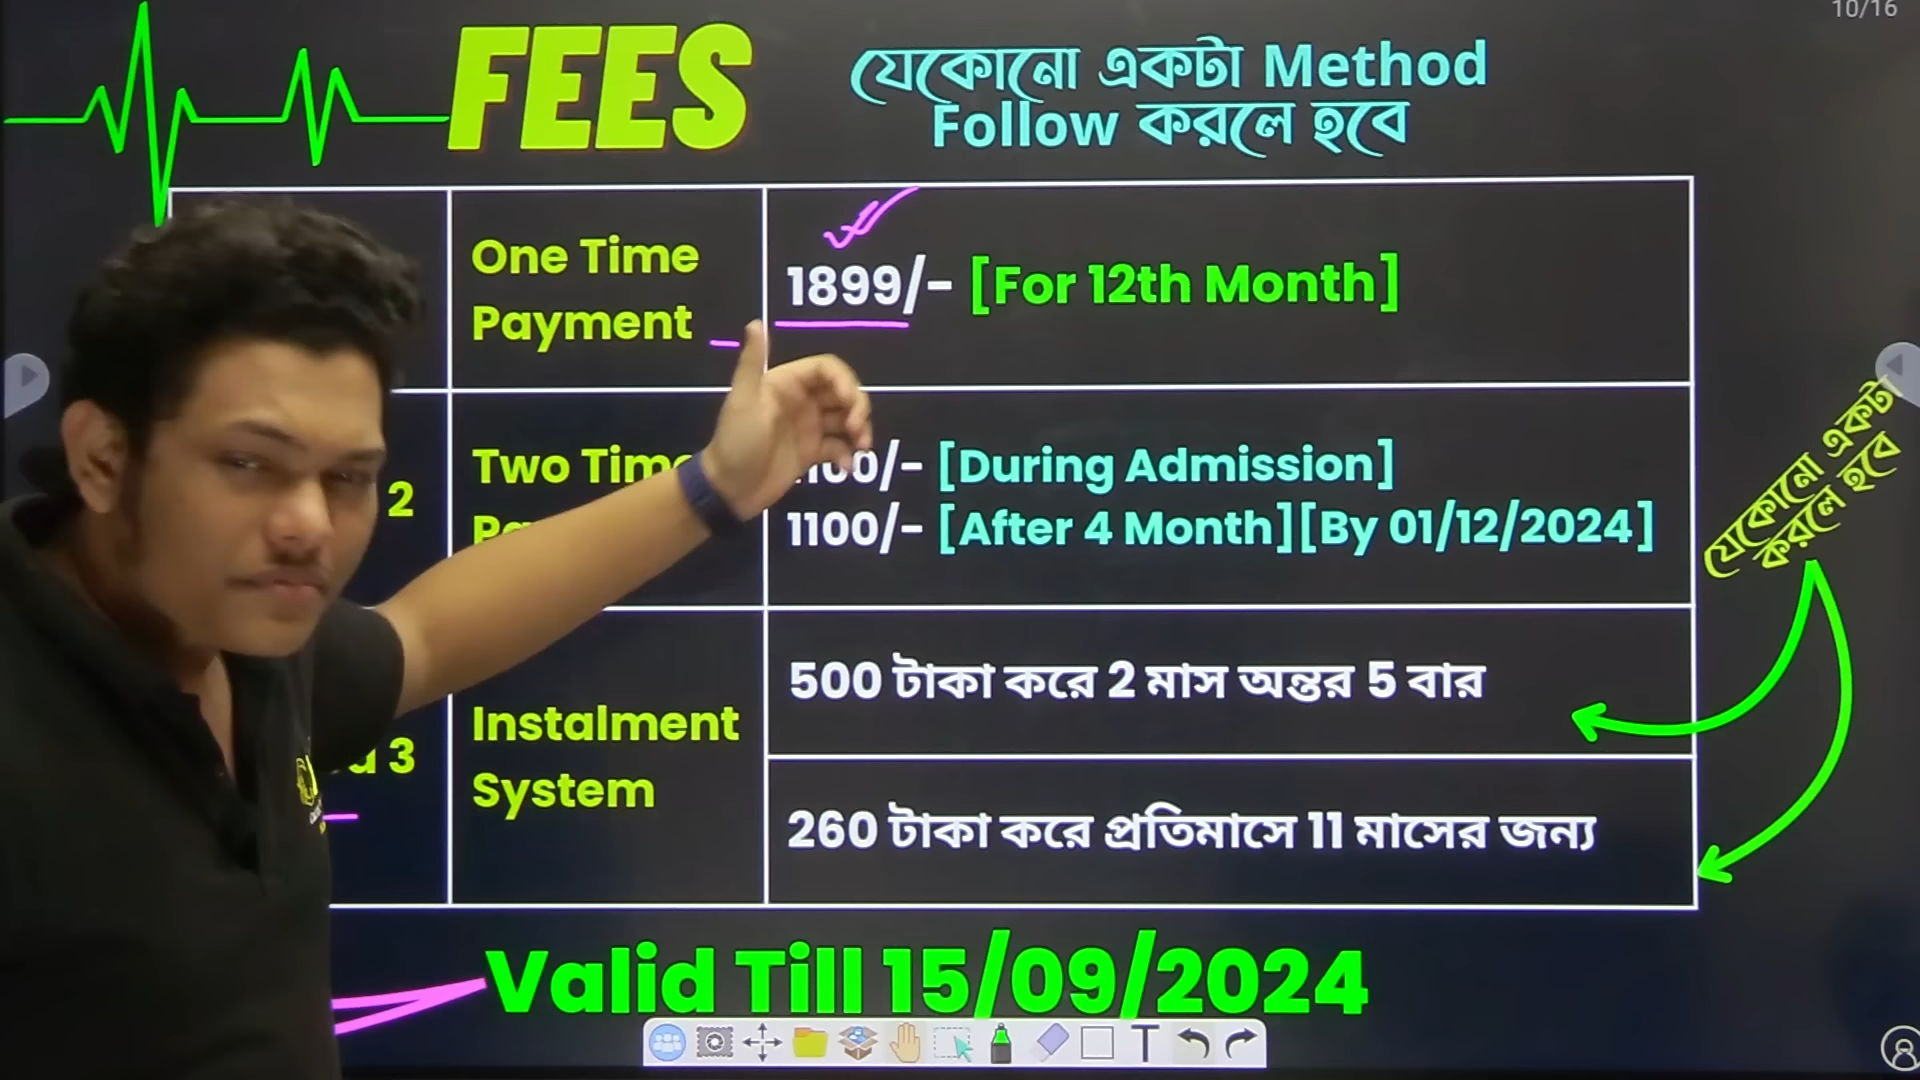 10/16
FEES
যেকোনো একটা Method
Follow করলে হবে
One Time
Payment
1899/- [For 12th Month]
2
Two Time
/- [During Admission]
1100/- [After 4 Month][By 01/12/2024]
যেকোনো একটা
করলে হবে
3
Instalment
System
500 টাকা করে 2 মাস অন্তর 5 বার
260 টাকা করে প্রতিমাসে 11 মাসের জন্য
Valid Till 15/09/2024
T